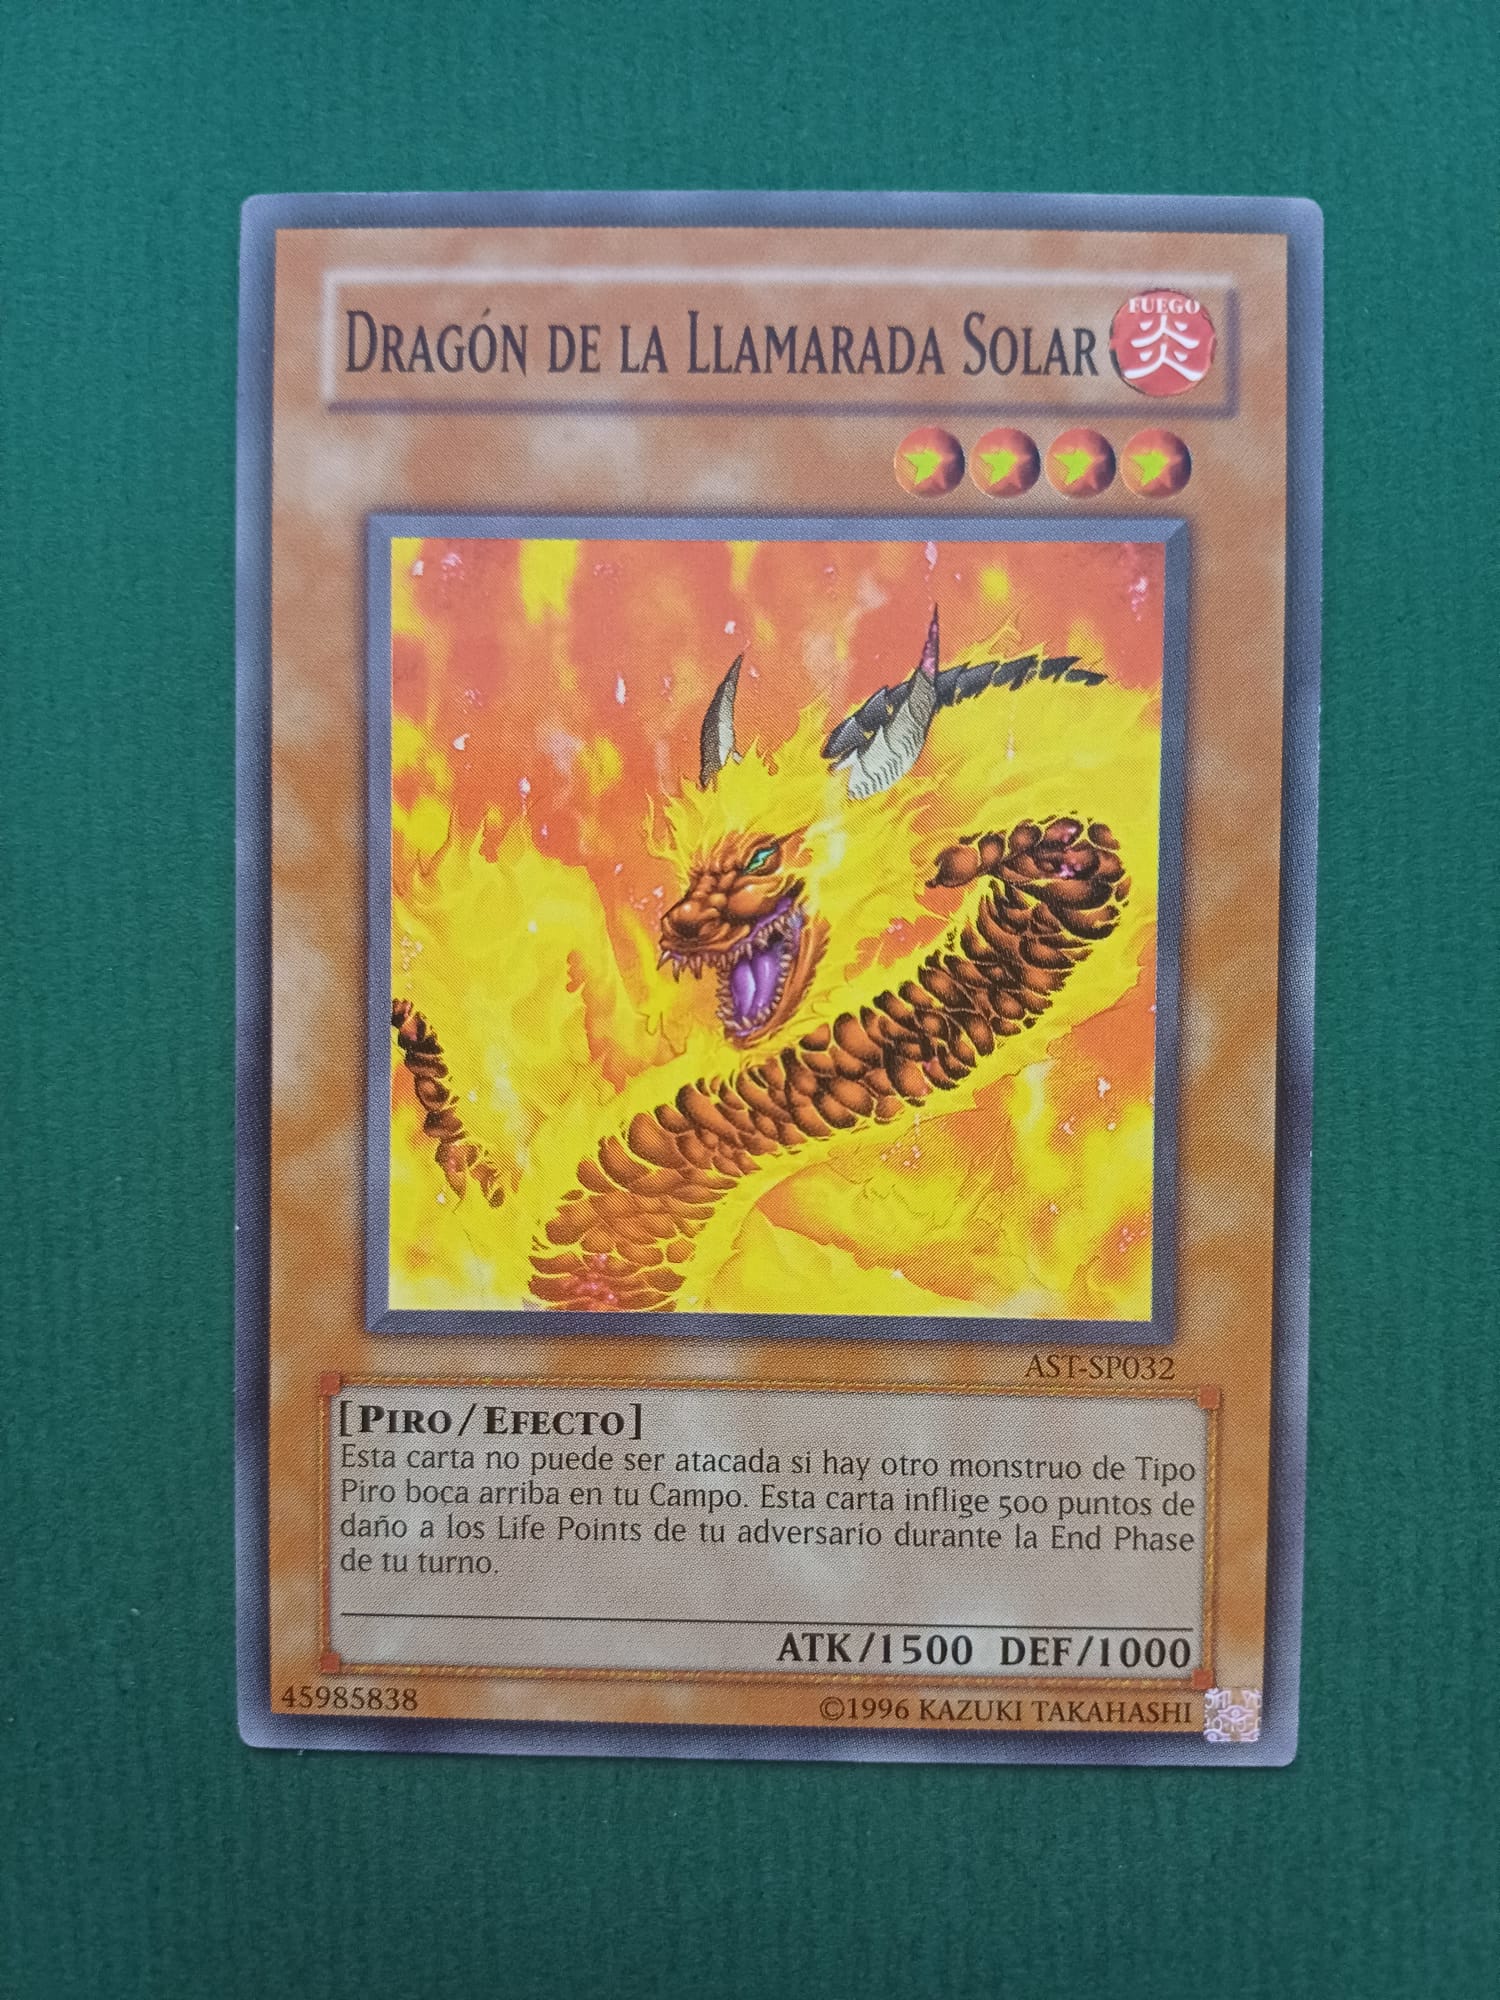 DRAGÓN DE LA LLAMARADA SOLAR
FUEGO
炎
AST-SP032
[PIRO/EFECTO]
Esta carta no puede ser atacada si hay otro monstruo de Tipo
Piro boca arriba en tu Campo. Esta carta inflige 500 puntos de
daño a los Life Points de tu adversario durante la End Phase
de tu turno.
ATK/1500 DEF/1000
45985838
©1996 KAZUKI TAKAHASHI